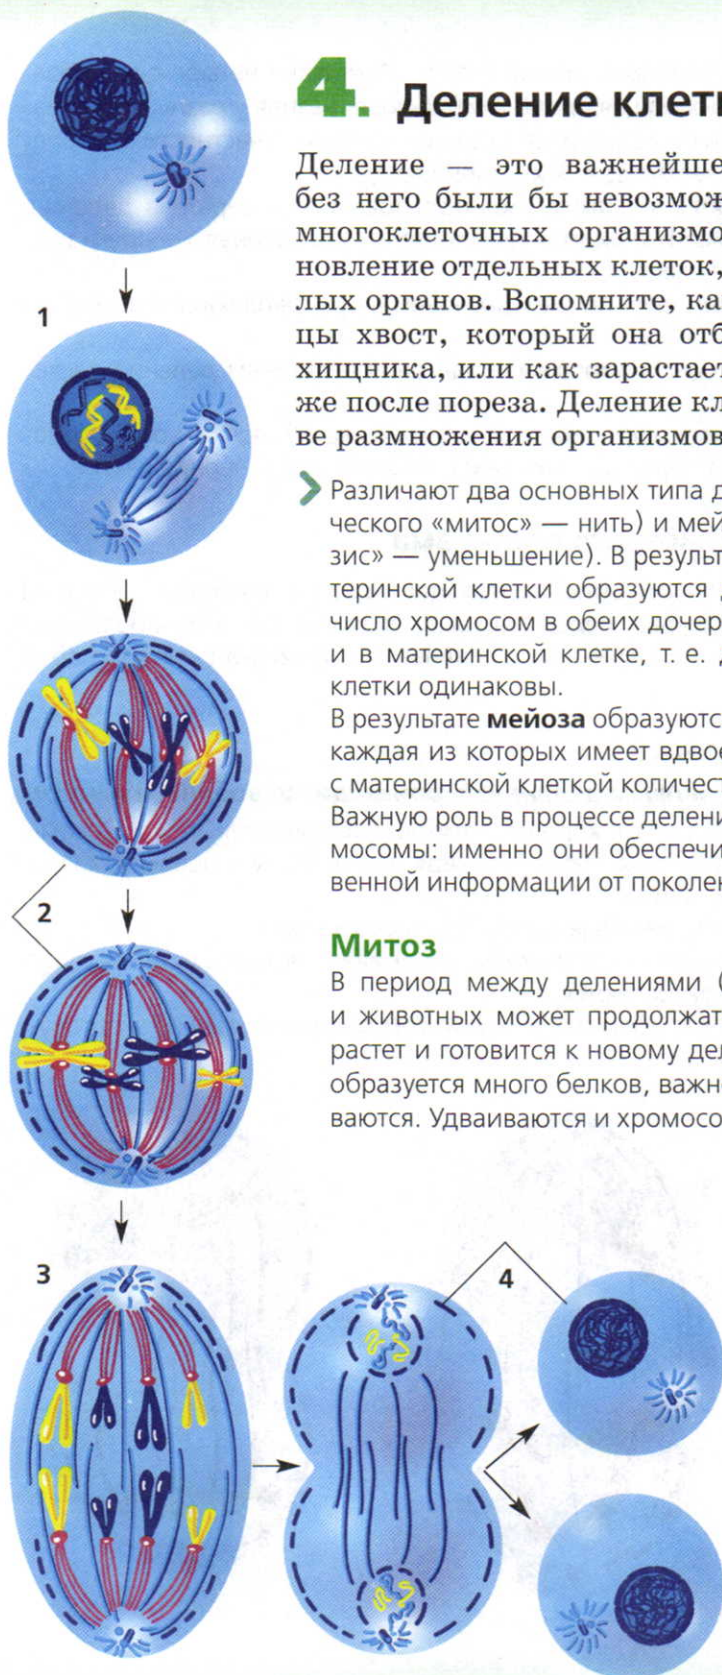 4. Деление клет
Деление — это важнейше
без него были бы невозмож
многоклеточных организмо
новление отдельных клеток,
лых органов. Вспомните, ка
цы хвост, который она отб
хищника, или как зарастает
же после пореза. Деление кл
ве размножения организмов
Различают два основных типа д
ческого «митос» — нить) и мей
зис» — уменьшение). В результ
теринской клетки образуются д
число хромосом в обеих дочер
и в материнской клетке, т. е. д
клетки одинаковы.
В результате мейоза образуются
каждая из которых имеет вдвое
с материнской клеткой количест
Важную роль в процессе делени
мосомы: именно они обеспечи
венной информации от поколен
Митоз
В период между делениями (
и животных может продолжат
растет и готовится к новому дел
образуется много белков, важн
ваются. Удваиваются и хромосо
1
2
3
4